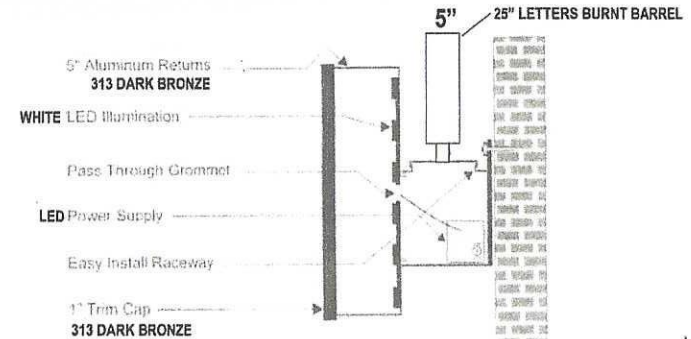 5”
25” LETTERS BURNT BARREL
5" Aluminum Returns
313 DARK BRONZE
WHITE LED Illumination
Pass Through Grommet
LED Power Supply
Easy Install Raceway
1" Trim Cap
313 DARK BRONZE